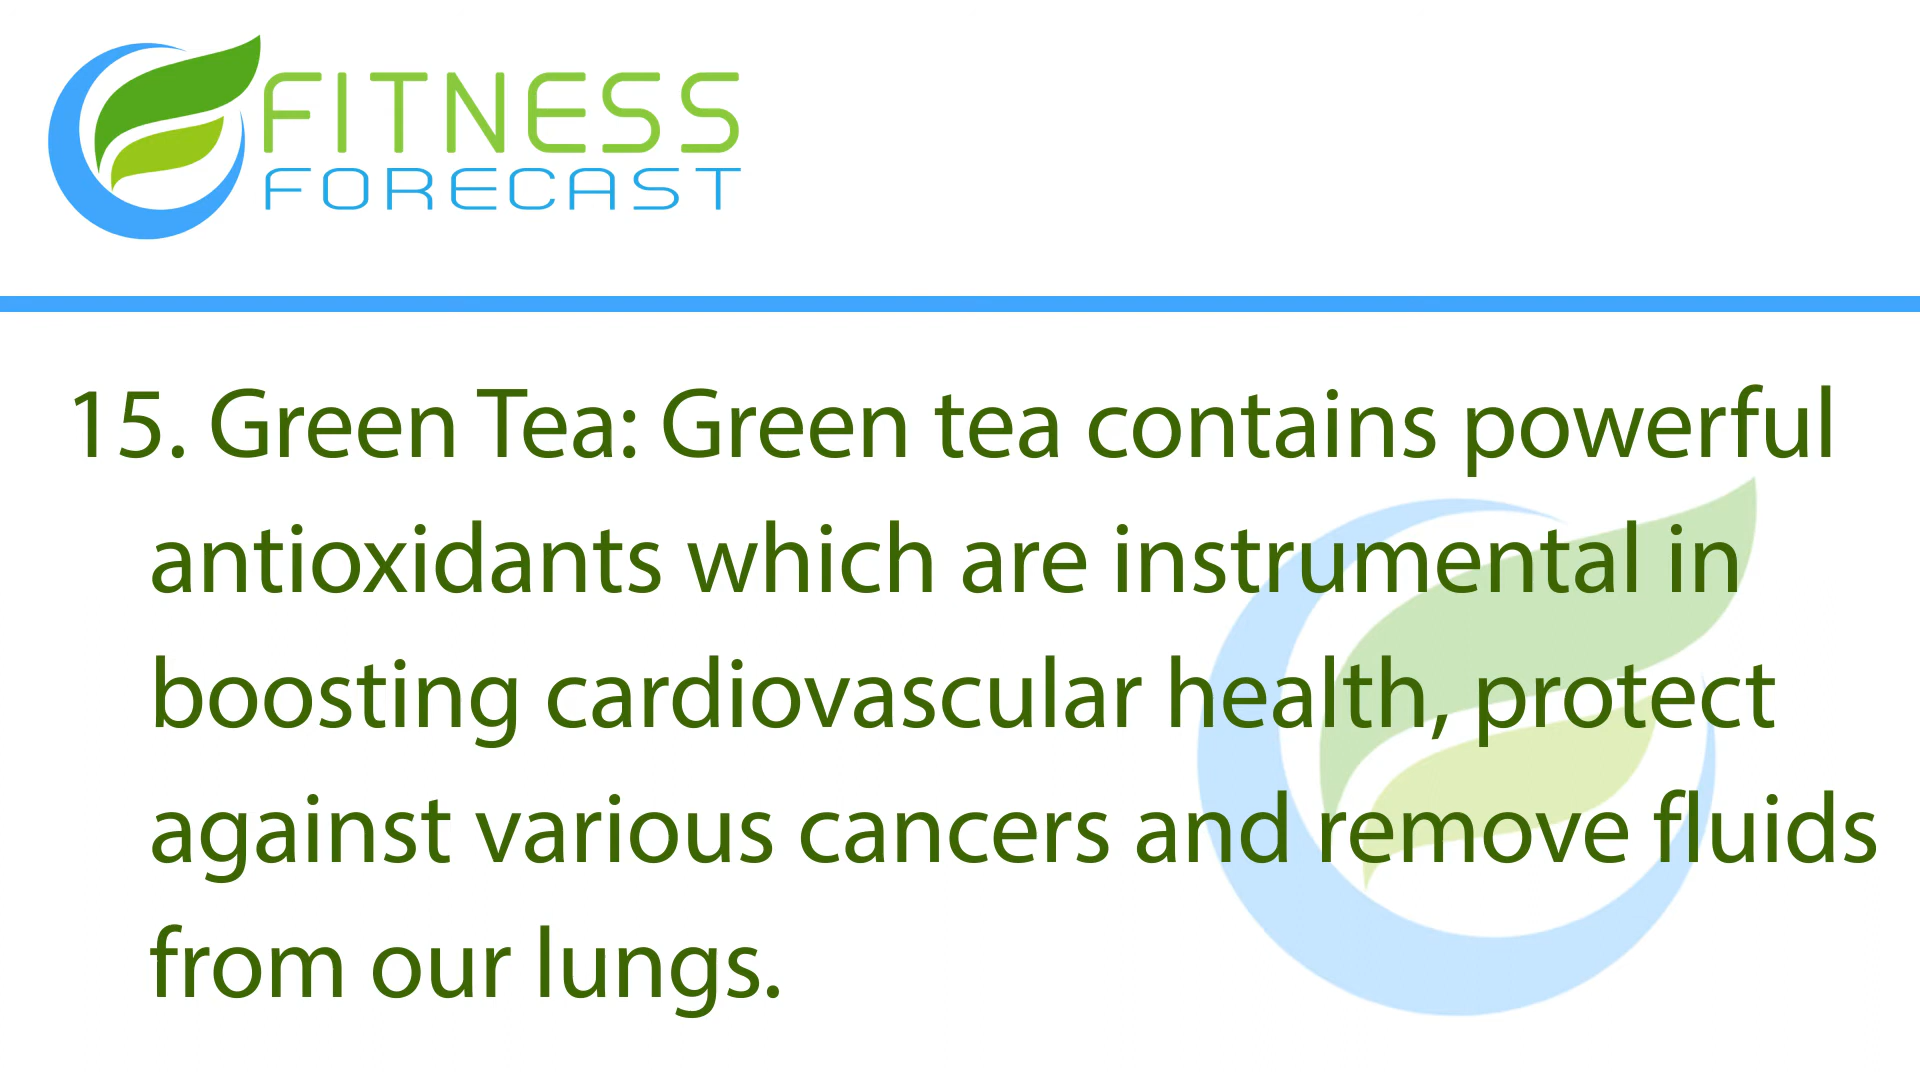 FITNESS
FORECAST
15. Green Tea: Green tea contains powerful
antioxidants which are instrumental in
boosting cardiovascular health, protect
against various cancers and remove fluids
from our lungs.